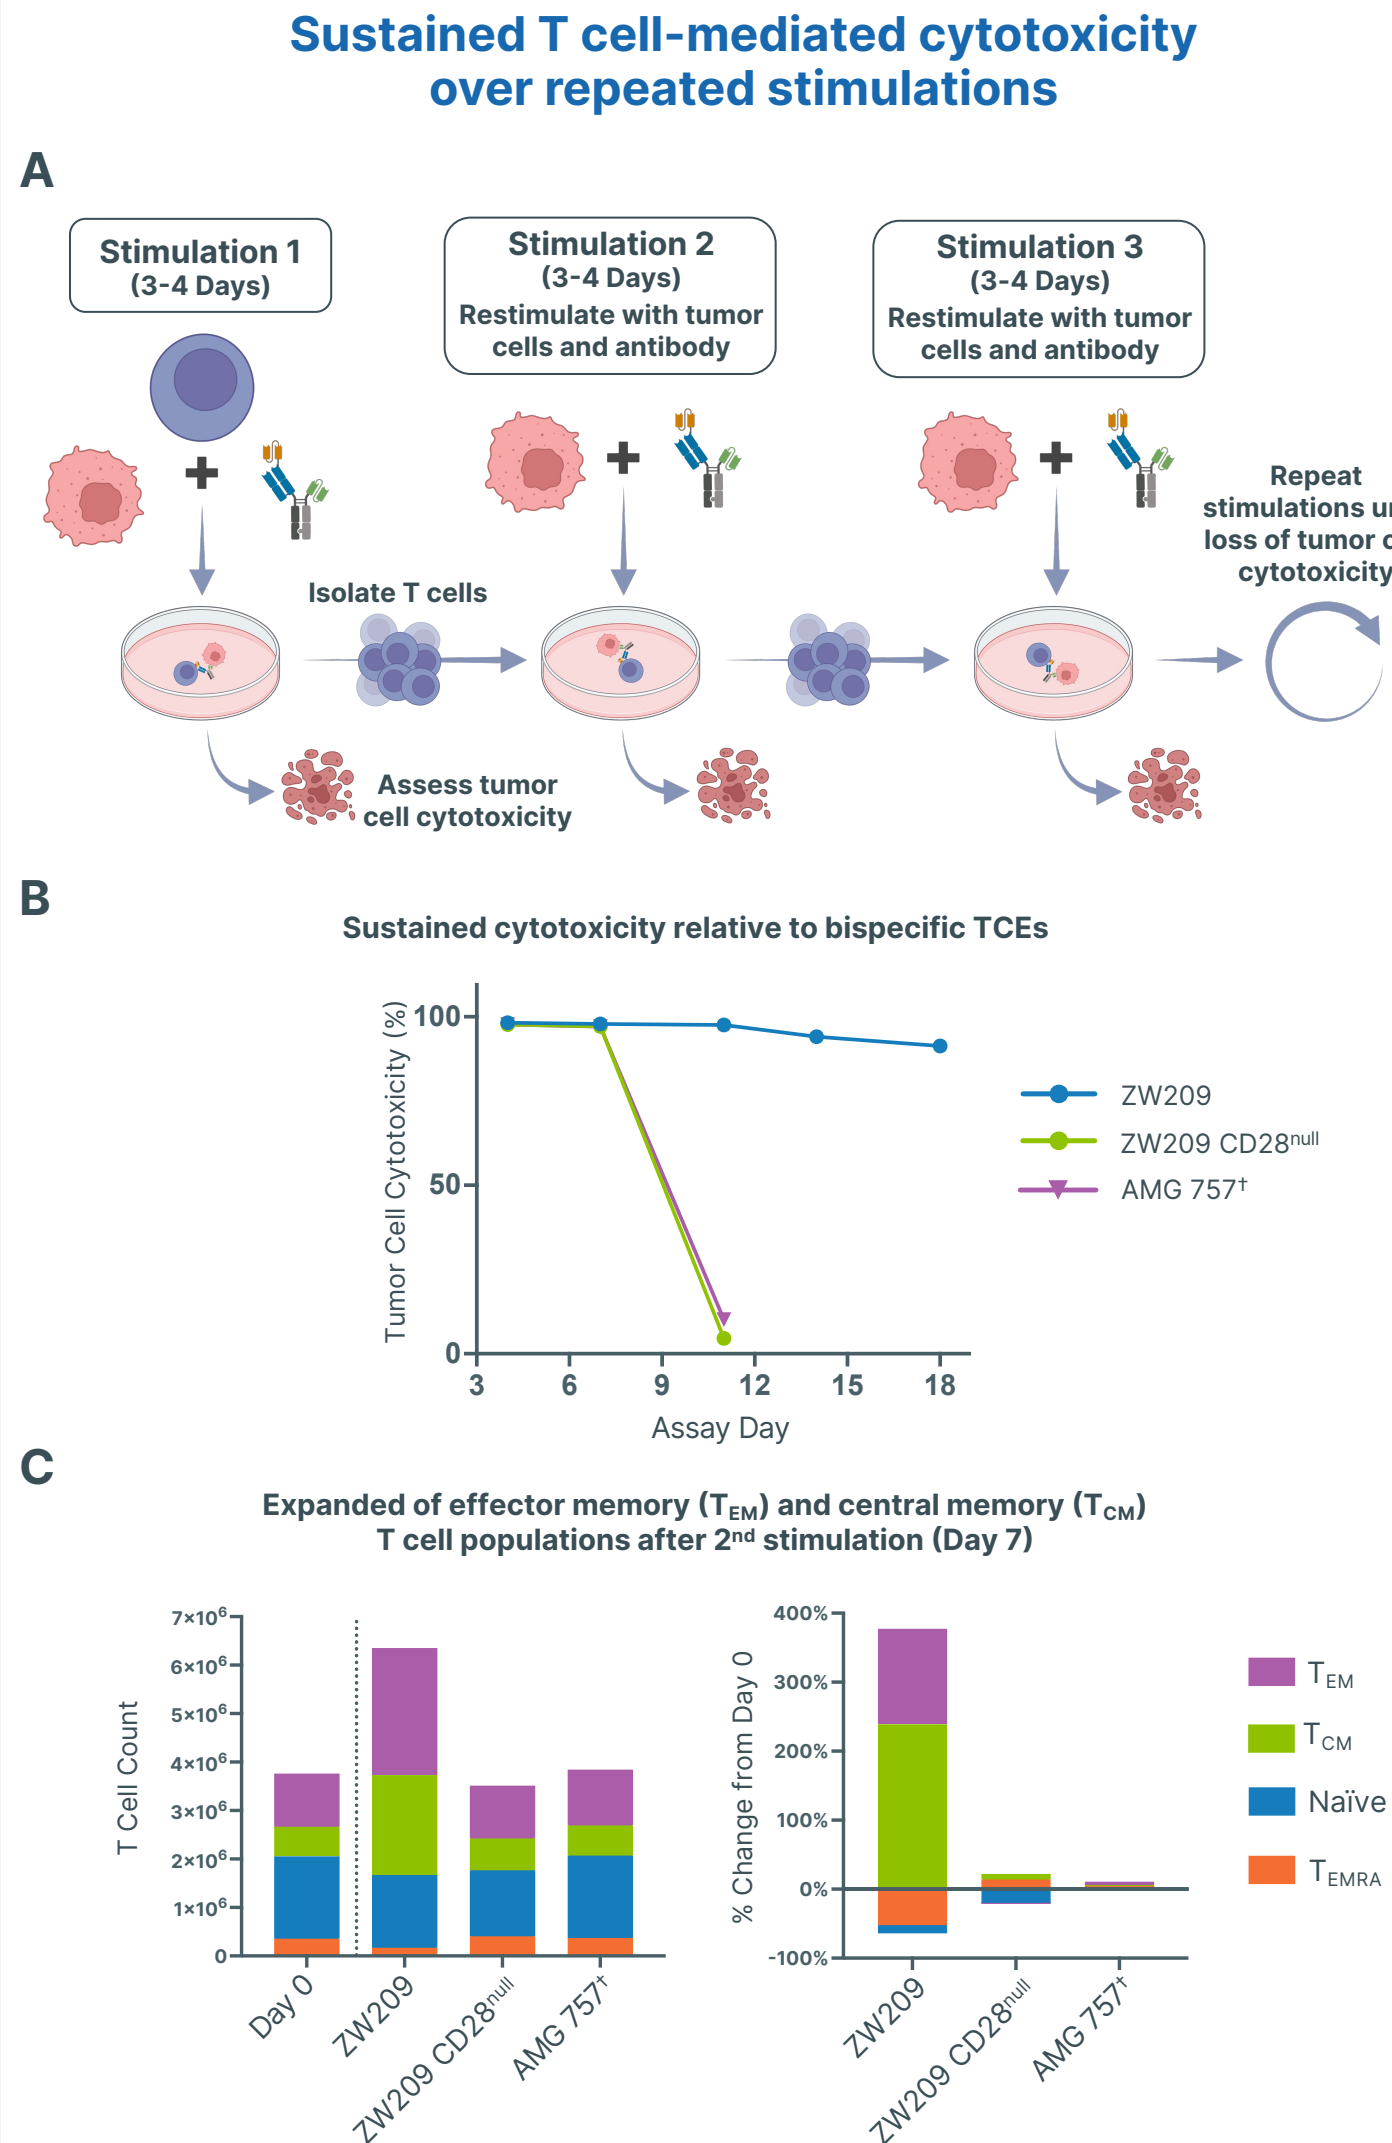 Sustained T cell-mediated cytotoxicity
over repeated stimulations
A
Stimulation 1
(3-4 Days)
Stimulation 2
(3-4 Days)
Restimulate with tumor
cells and antibody
Stimulation 3
(3-4 Days)
Restimulate with tumor
cells and antibody
Repeat
stimulations
loss of tumor
cytotoxicity
Isolate T cells
Assess tumor
cell cytotoxicity
B
Sustained cytotoxicity relative to bispecific TCEs
Tumor Cell Cytotoxicity (%)
100
50
0
3 6 9 12 15 18
Assay Day
ZW209
ZW209 CD28null
AMG 757†
C
Expanded of effector memory (TEM) and central memory (TCM)
T cell populations after 2nd stimulation (Day 7)
T Cell Count
7×10⁶
6×10⁶
5×10⁶
4×10⁶
3×10⁶
2×10⁶
1×10⁶
0
Day 0
ZW209
ZW209 CD28null
AMG 757†
% Change from Day 0
400%
300%
200%
100%
0%
-100%
ZW209
ZW209 CD28null
AMG 757†
TEM
TCM
Naïve
TEMRA